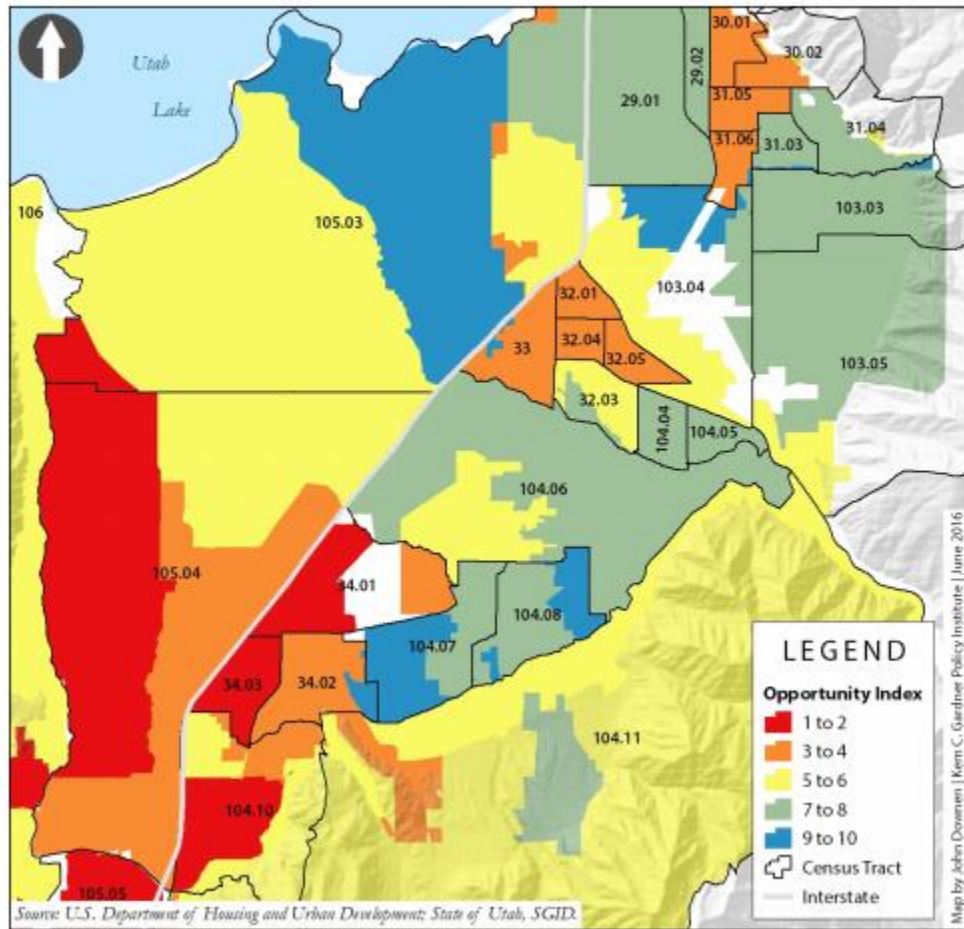 Utah
Lake
30.01
30.02
29.02
29.01
31.05
31.06
31.03
31.04
106
105.03
103.03
103.04
32.01
33
32.04
32.05
103.05
32.03
104.04
104.05
104.06
105.04
34.01
104.08
104.07
34.03
34.02
104.11
104.10
105.05
LEGEND
Opportunity Index
1 to 2
3 to 4
5 to 6
7 to 8
9 to 10
Census Tract
Interstate
Source: U.S. Department of Housing and Urban Development; State of Utah, SGID.
Map by John Downen | Kem C. Gardner Policy Institute | June 2016